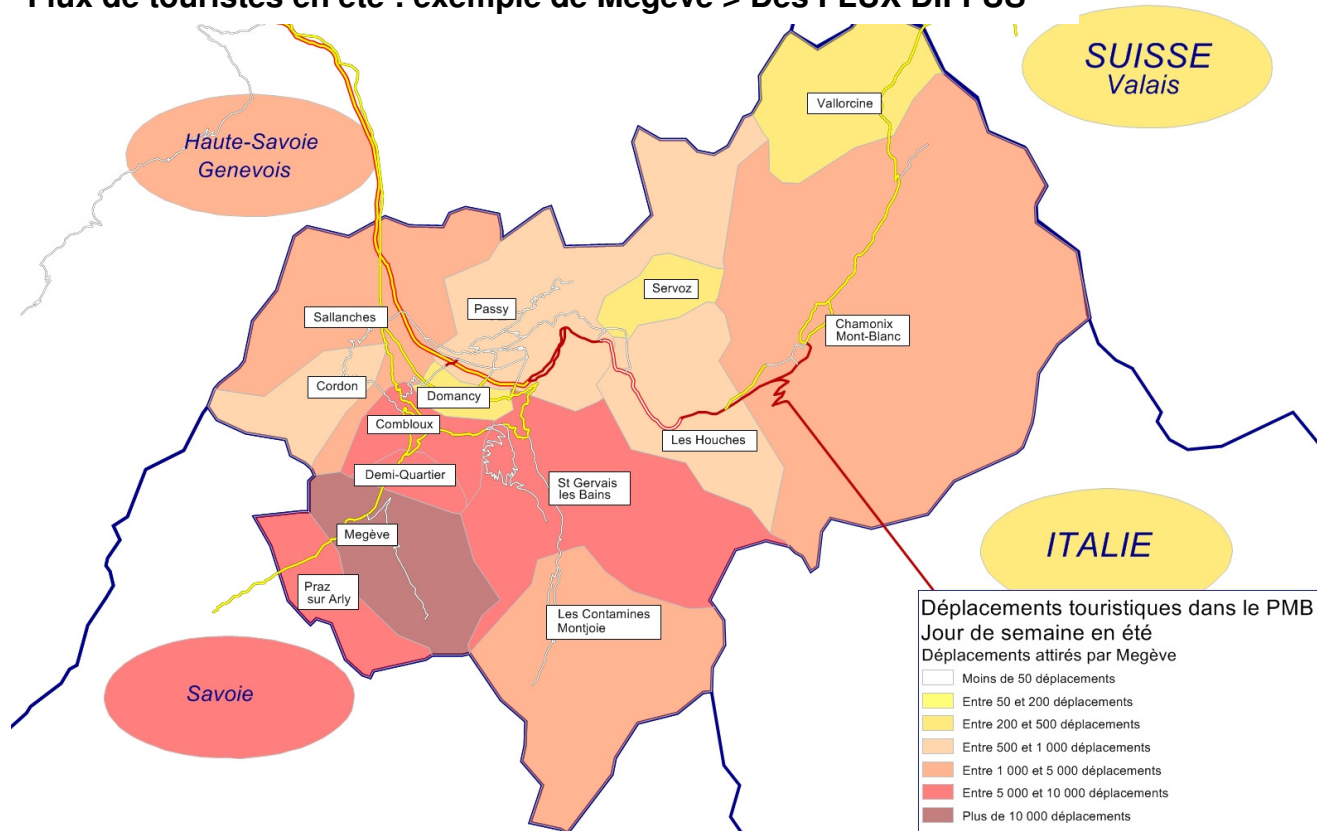 Flux de touristes en été : exemple de Megève > Des FLUX DIFFUS
SUISSE
Valais
Vallorcine
Haute-Savoie
Genevois
Servoz
Passy
Sallanches
Chamonix
Mont-Blanc
Cordon
Domancy
Combloux
Les Houches
Demi-Quartier
St Gervais
les Bains
Megève
ITALIE
Praz
sur Arly
Les Contamines
Montjoie
Savoie
Déplacements touristiques dans le PMB
Jour de semaine en été
Déplacements attirés par Megève
Moins de 50 déplacements
Entre 50 et 200 déplacements
Entre 200 et 500 déplacements
Entre 500 et 1 000 déplacements
Entre 1 000 et 5 000 déplacements
Entre 5 000 et 10 000 déplacements
Plus de 10 000 déplacements